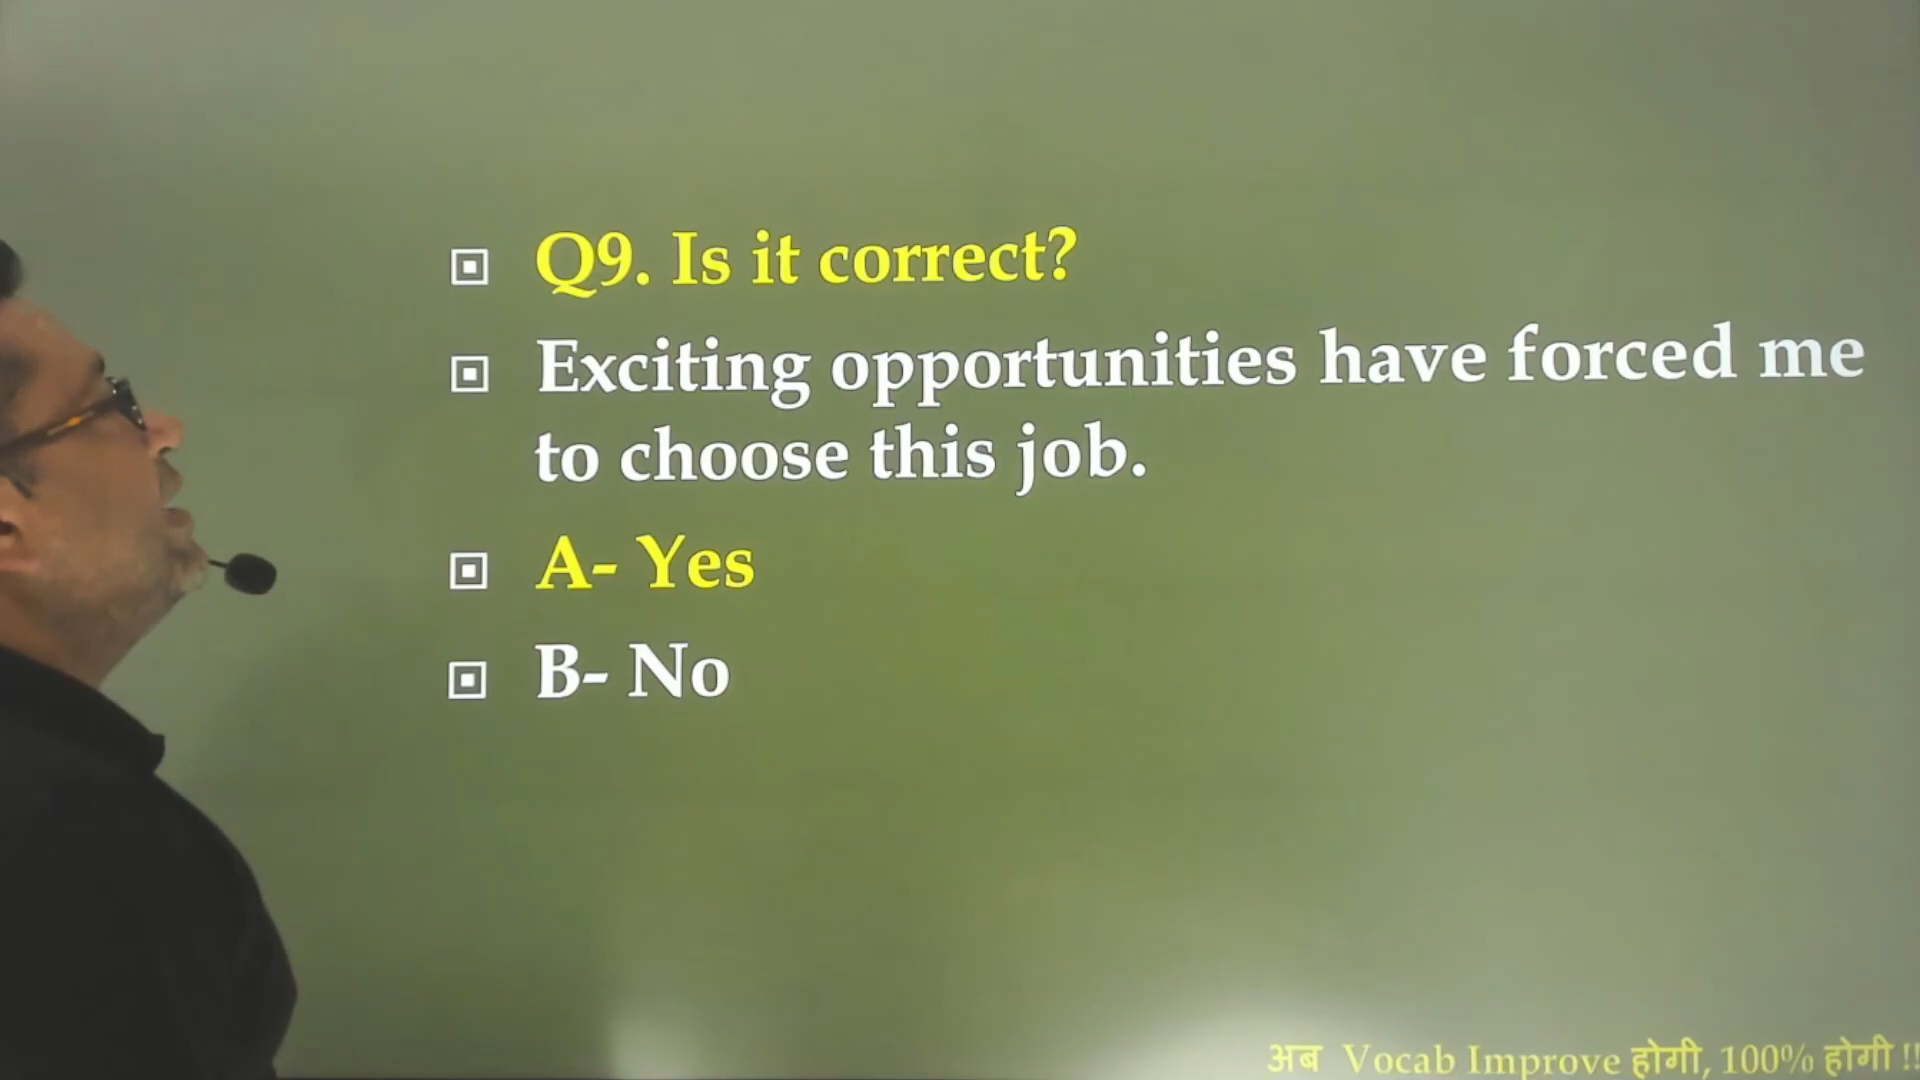 Q9. Is it correct?
Exciting opportunities have forced me
to choose this job.
A- Yes
B- No
अब Vocab Improve होगी, 100% होगी !!